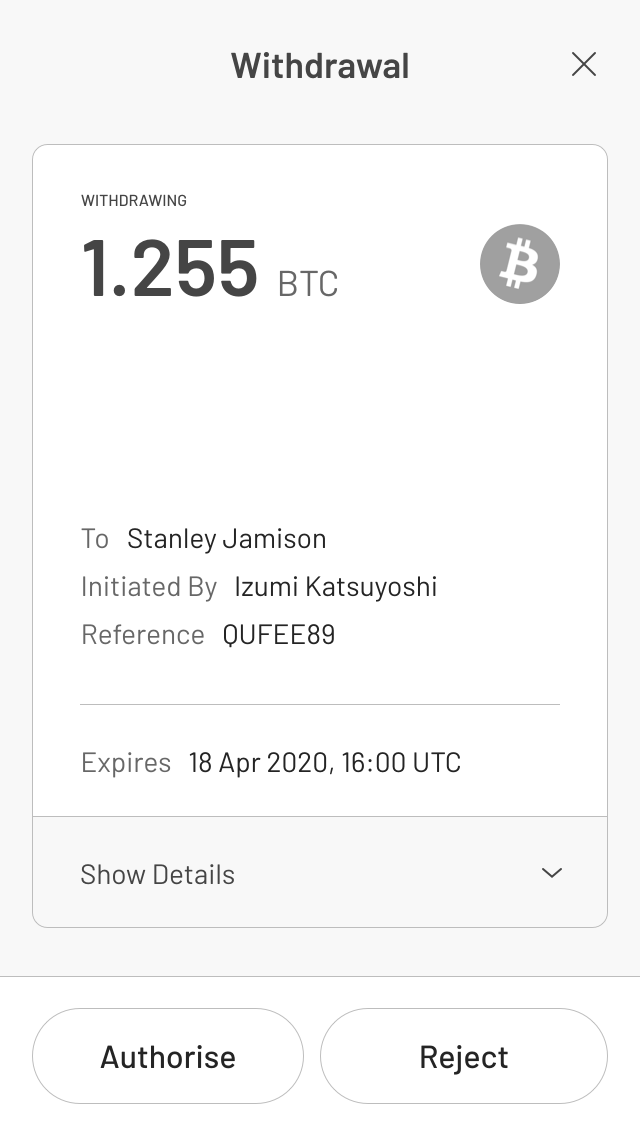 Withdrawal
WITHDRAWING
1.255 BTC
To Stanley Jamison
Initiated By Izumi Katsuyoshi
Reference QUFEE89
Expires 18 Apr 2020, 16:00 UTC
Show Details
Authorise Reject